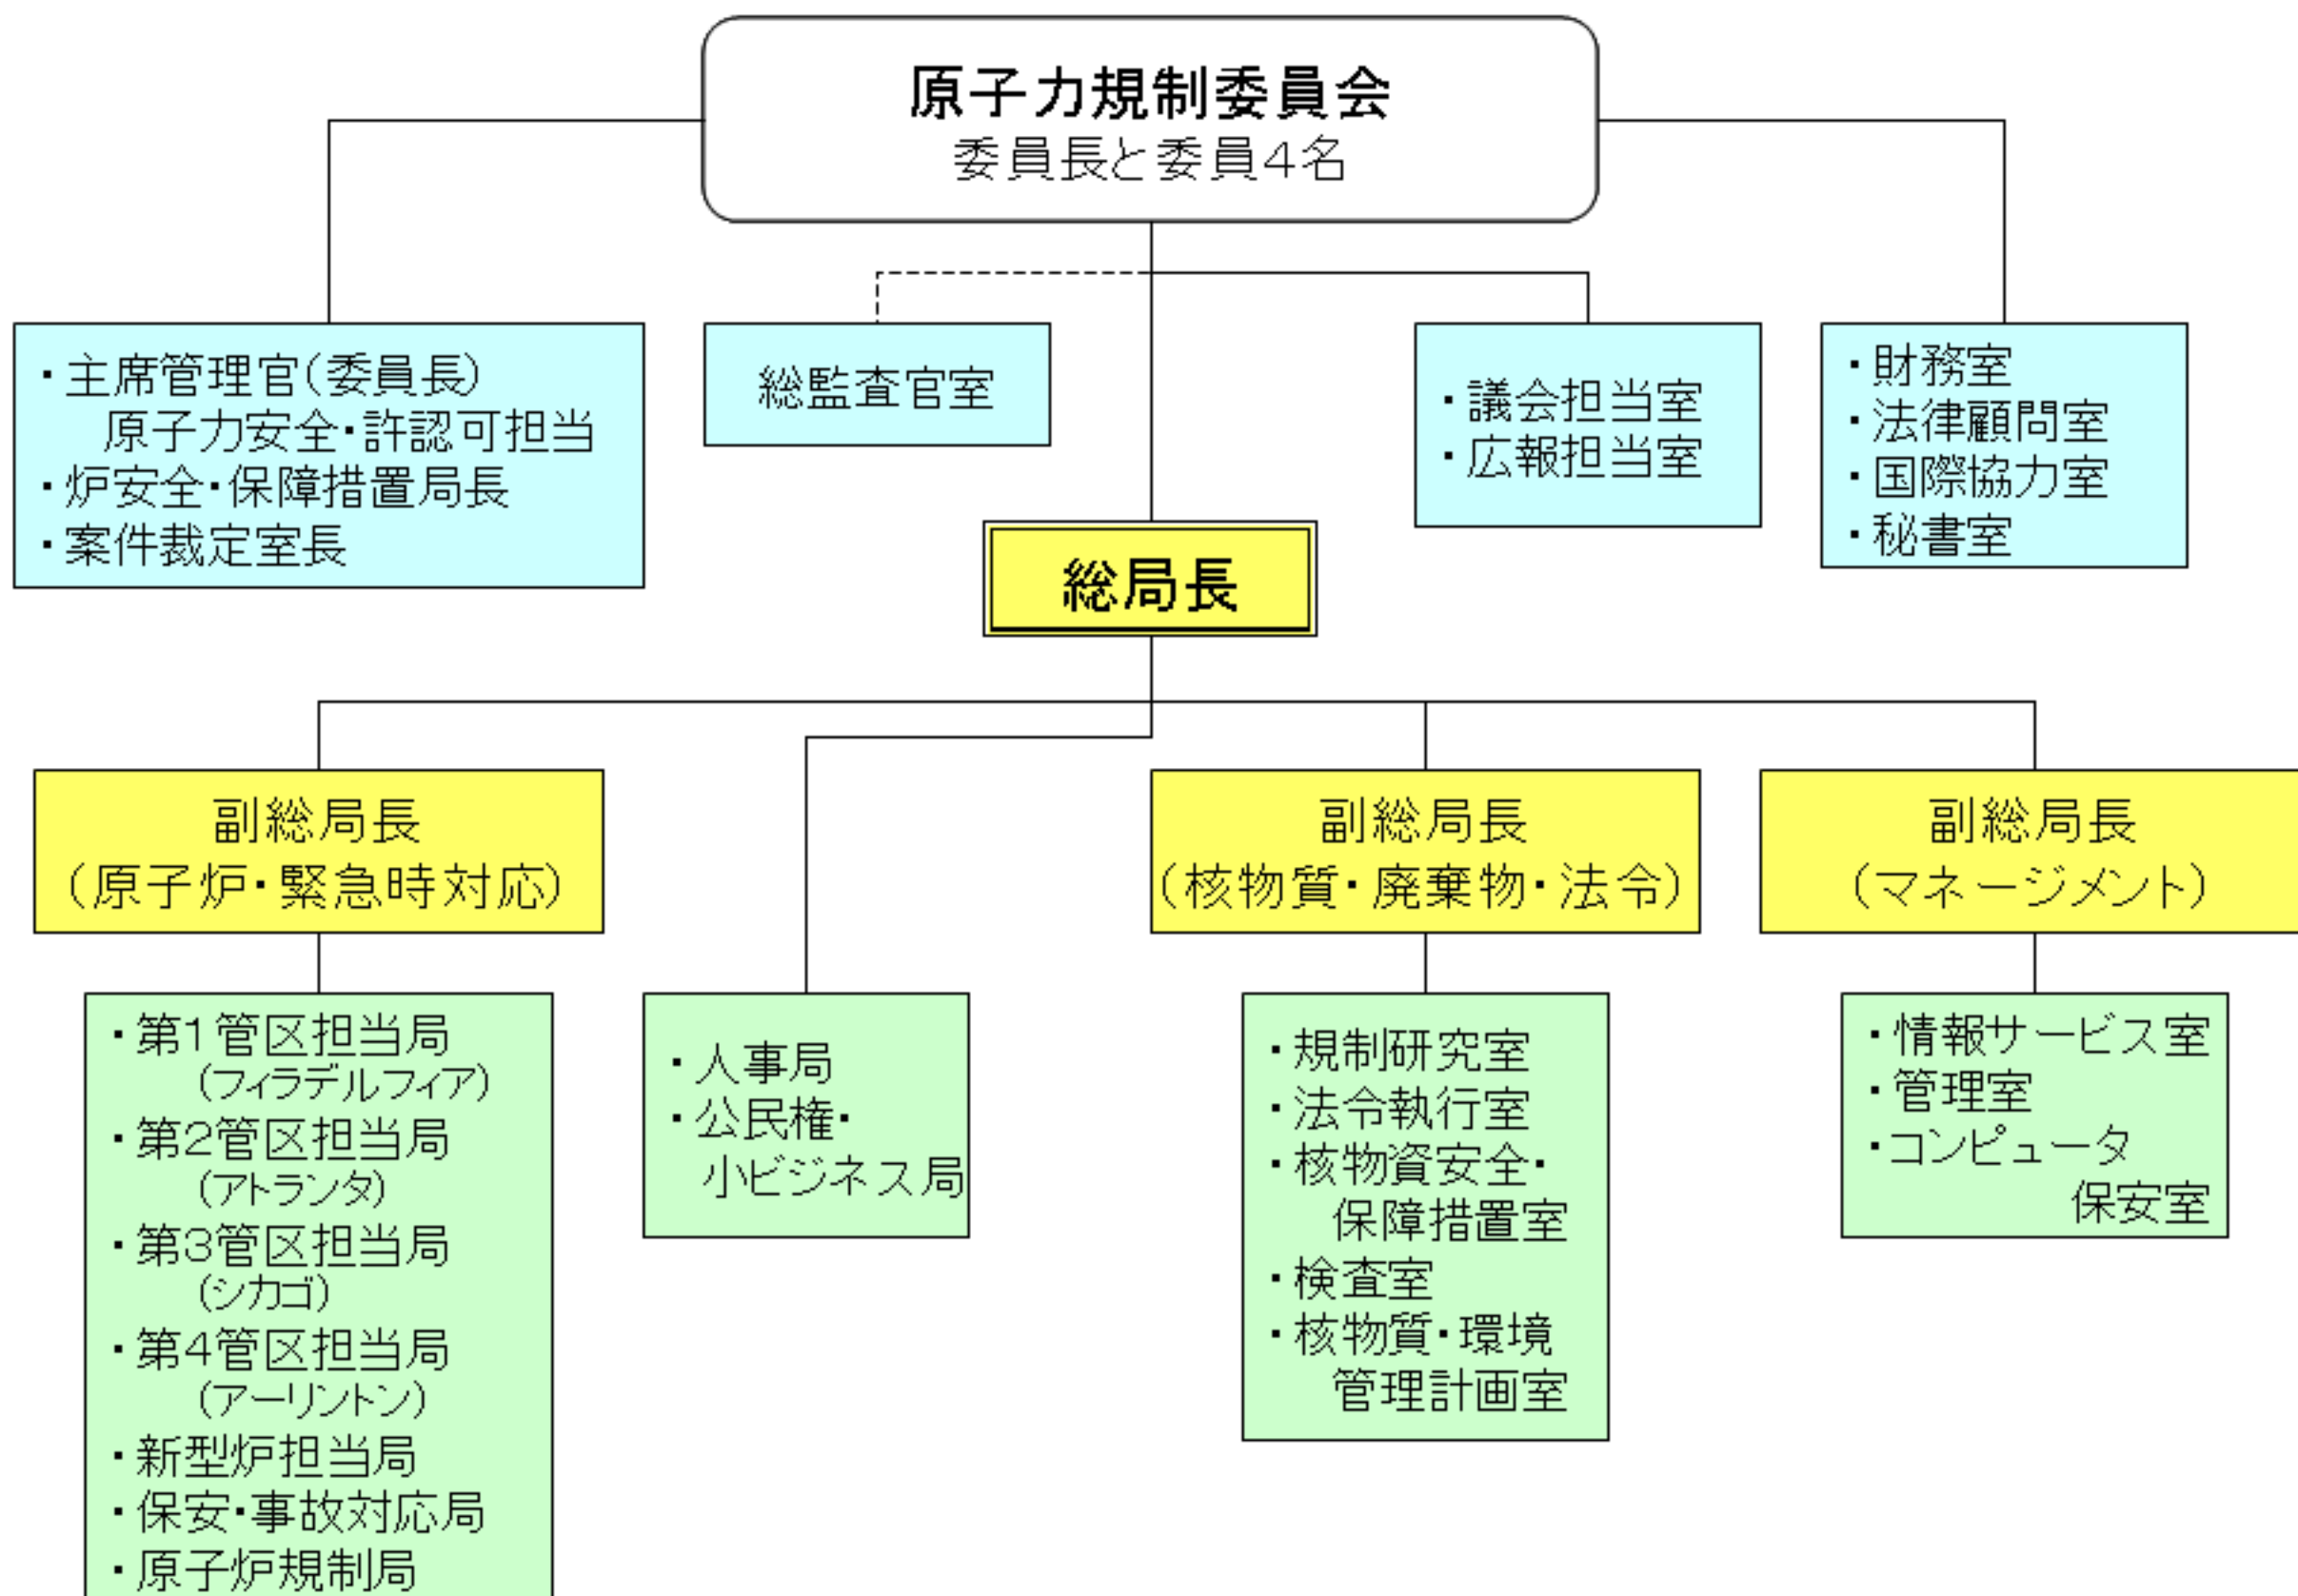 原子力規制委員会
委員長と委員4名
・主席管理官(委員長)
原子力安全・許認可担当
・炉安全・保障措置局長
・案件裁定室長
総監査官室
・議会担当室
・広報担当室
・財務室
・法律顧問室
・国際協力室
・秘書室
総局長
副総局長
(原子炉・緊急時対応)
副総局長
(核物質・廃棄物・法令)
副総局長
(マネージメント)
・第1管区担当局
(フィラデルフィア)
・第2管区担当局
(アトランタ)
・第3管区担当局
(シカゴ)
・第4管区担当局
(アーリントン)
・新型炉担当局
・保安・事故対応局
・原子炉規制局
・人事局
・公民権・
小ビジネス局
・規制研究室
・法令執行室
・核物資安全・
保障措置室
・検査室
・核物質・環境
管理計画室
・情報サービス室
・管理室
・コンピュータ
保安室